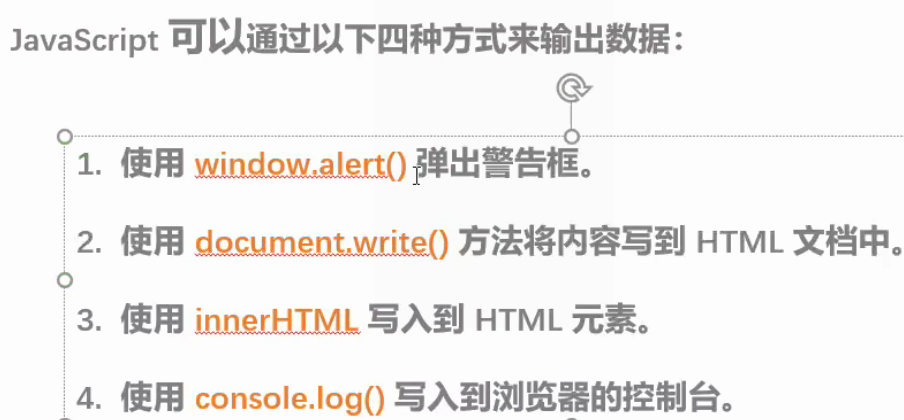 JavaScript 可以通过以下四种方式来输出数据：
1. 使用 window.alert() 弹出警告框。
2. 使用 document.write() 方法将内容写到 HTML 文档中。
3. 使用 innerHTML 写入到 HTML 元素。
4. 使用 console.log() 写入到浏览器的控制台。